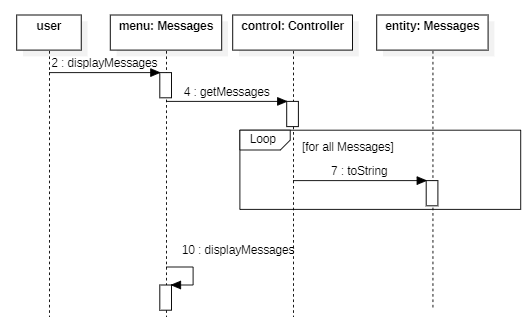 user
menu: Messages
control: Controller
entity: Messages
2 : displayMessages
4 : getMessages
Loop
[for all Messages]
7 : toString
10 : displayMessages